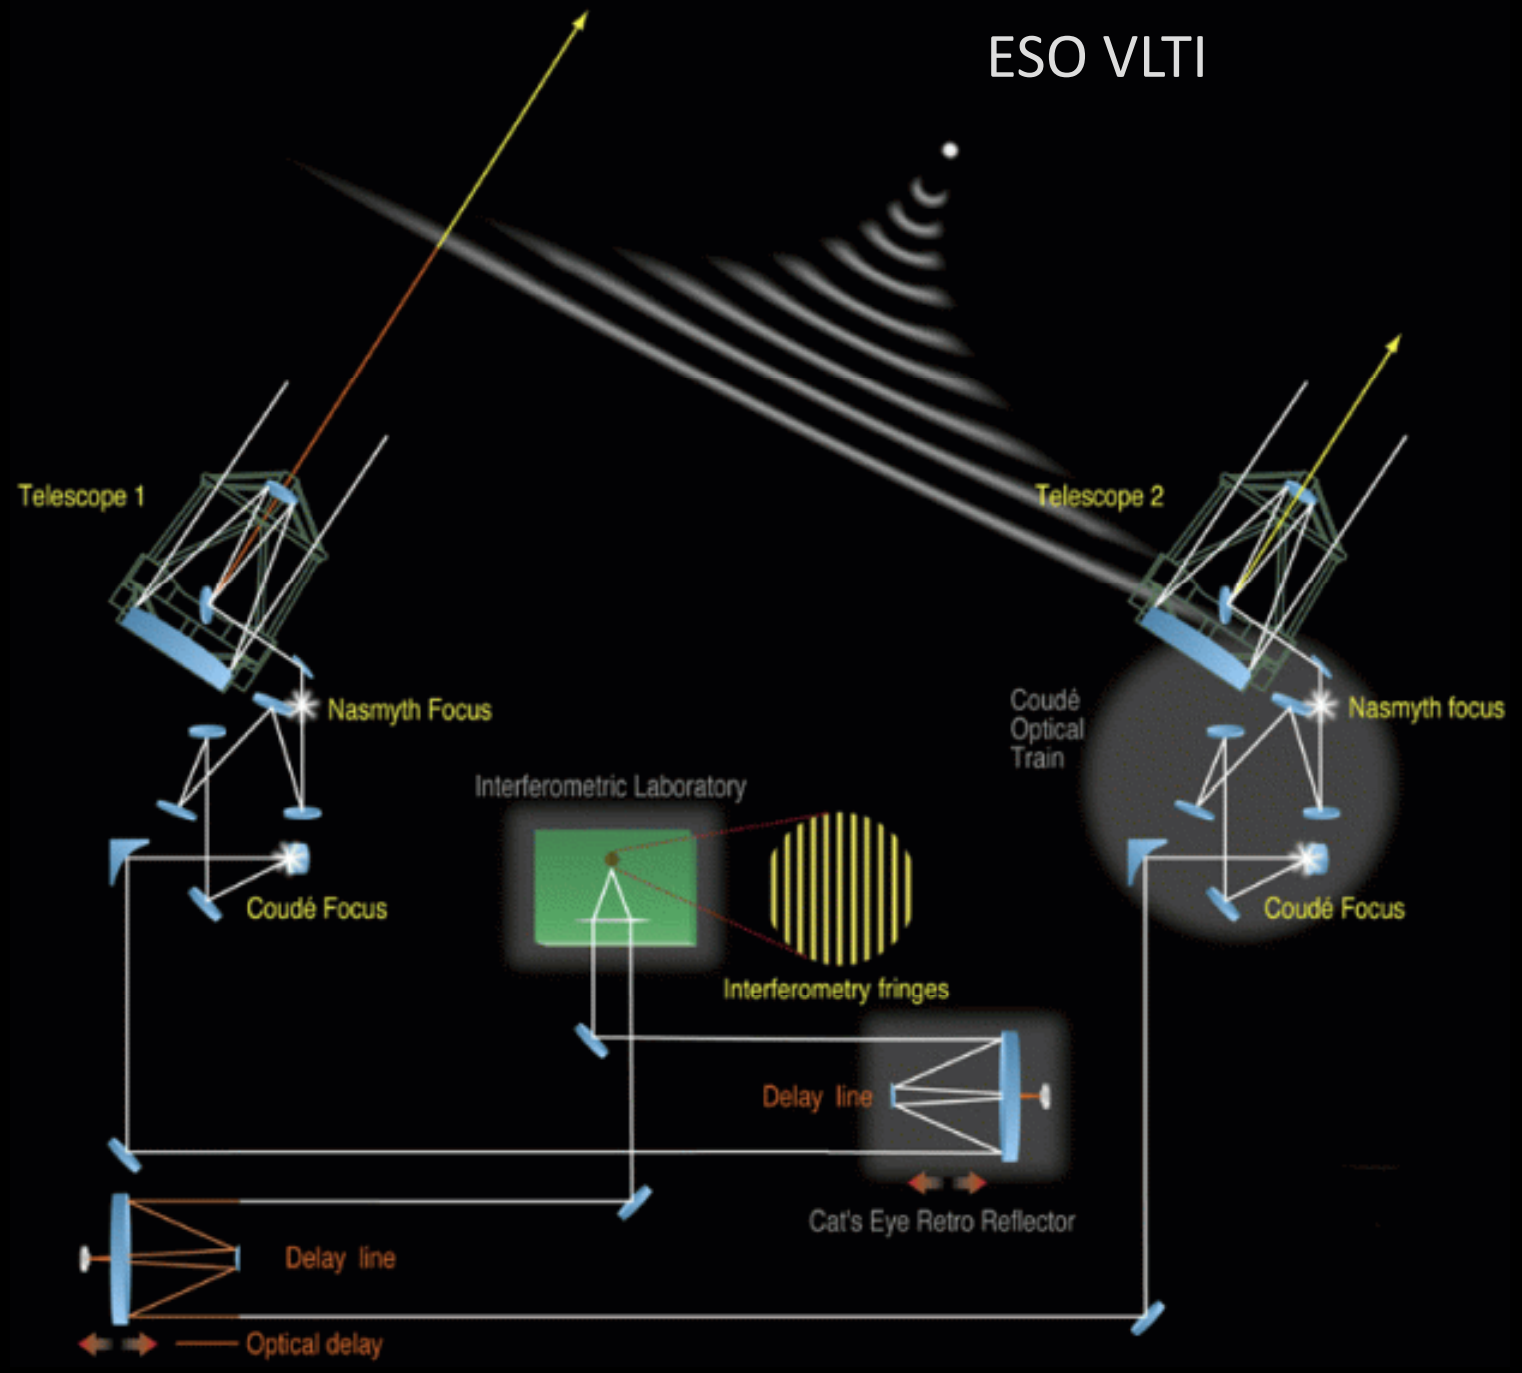 ESO VLTI
Telescope 1
Telescope 2
Nasmyth Focus
Coudé
Optical
Train
Nasmyth focus
Interferometric Laboratory
Coudé Focus
Coudé Focus
Interferometry fringes
Delay line
Cat's Eye Retro Reflector
Delay line
Optical delay